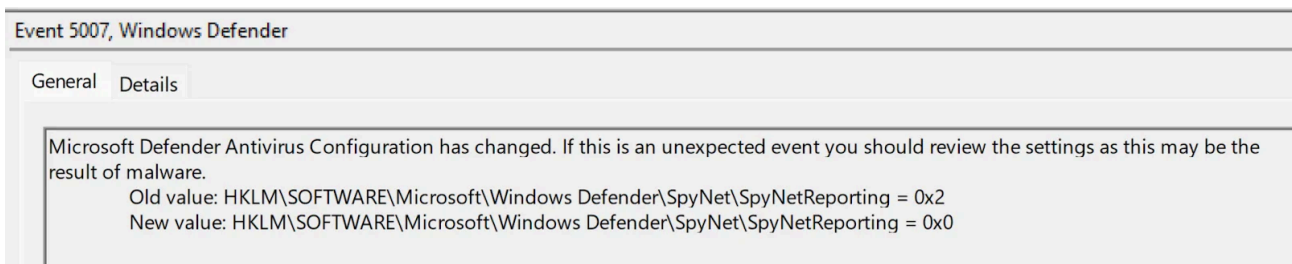 Event 5007, Windows Defender
General Details
Microsoft Defender Antivirus Configuration has changed. If this is an unexpected event you should review the settings as this may be the
result of malware.
Old value: HKLM\SOFTWARE\Microsoft\Windows Defender\SpyNet\SpyNetReporting = 0x2
New value: HKLM\SOFTWARE\Microsoft\Windows Defender\SpyNet\SpyNetReporting = 0x0